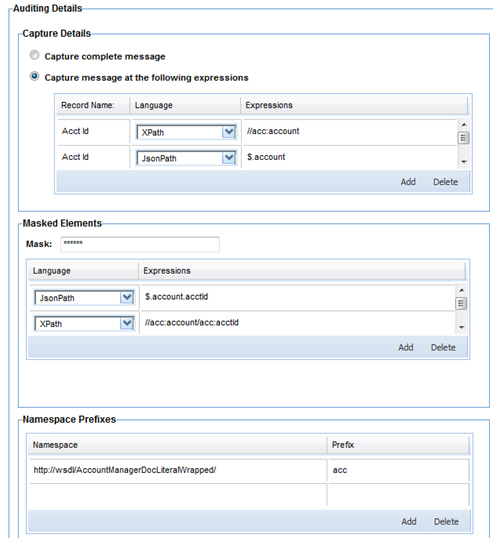 Auditing Details
Capture Details
Capture complete message
Capture message at the following expressions
Record Name: Language Expressions
Acct Id XPath //acc:account
Acct Id JsonPath $.account
Add Delete
Masked Elements
Mask: ******
Language Expressions
JsonPath $.account.acctId
XPath //acc:account/acc:acctId
Add Delete
Namespace Prefixes
Namespace Prefix
http://wsdl/AccountManagerDocLiteralWrapped/ acc
Add Delete